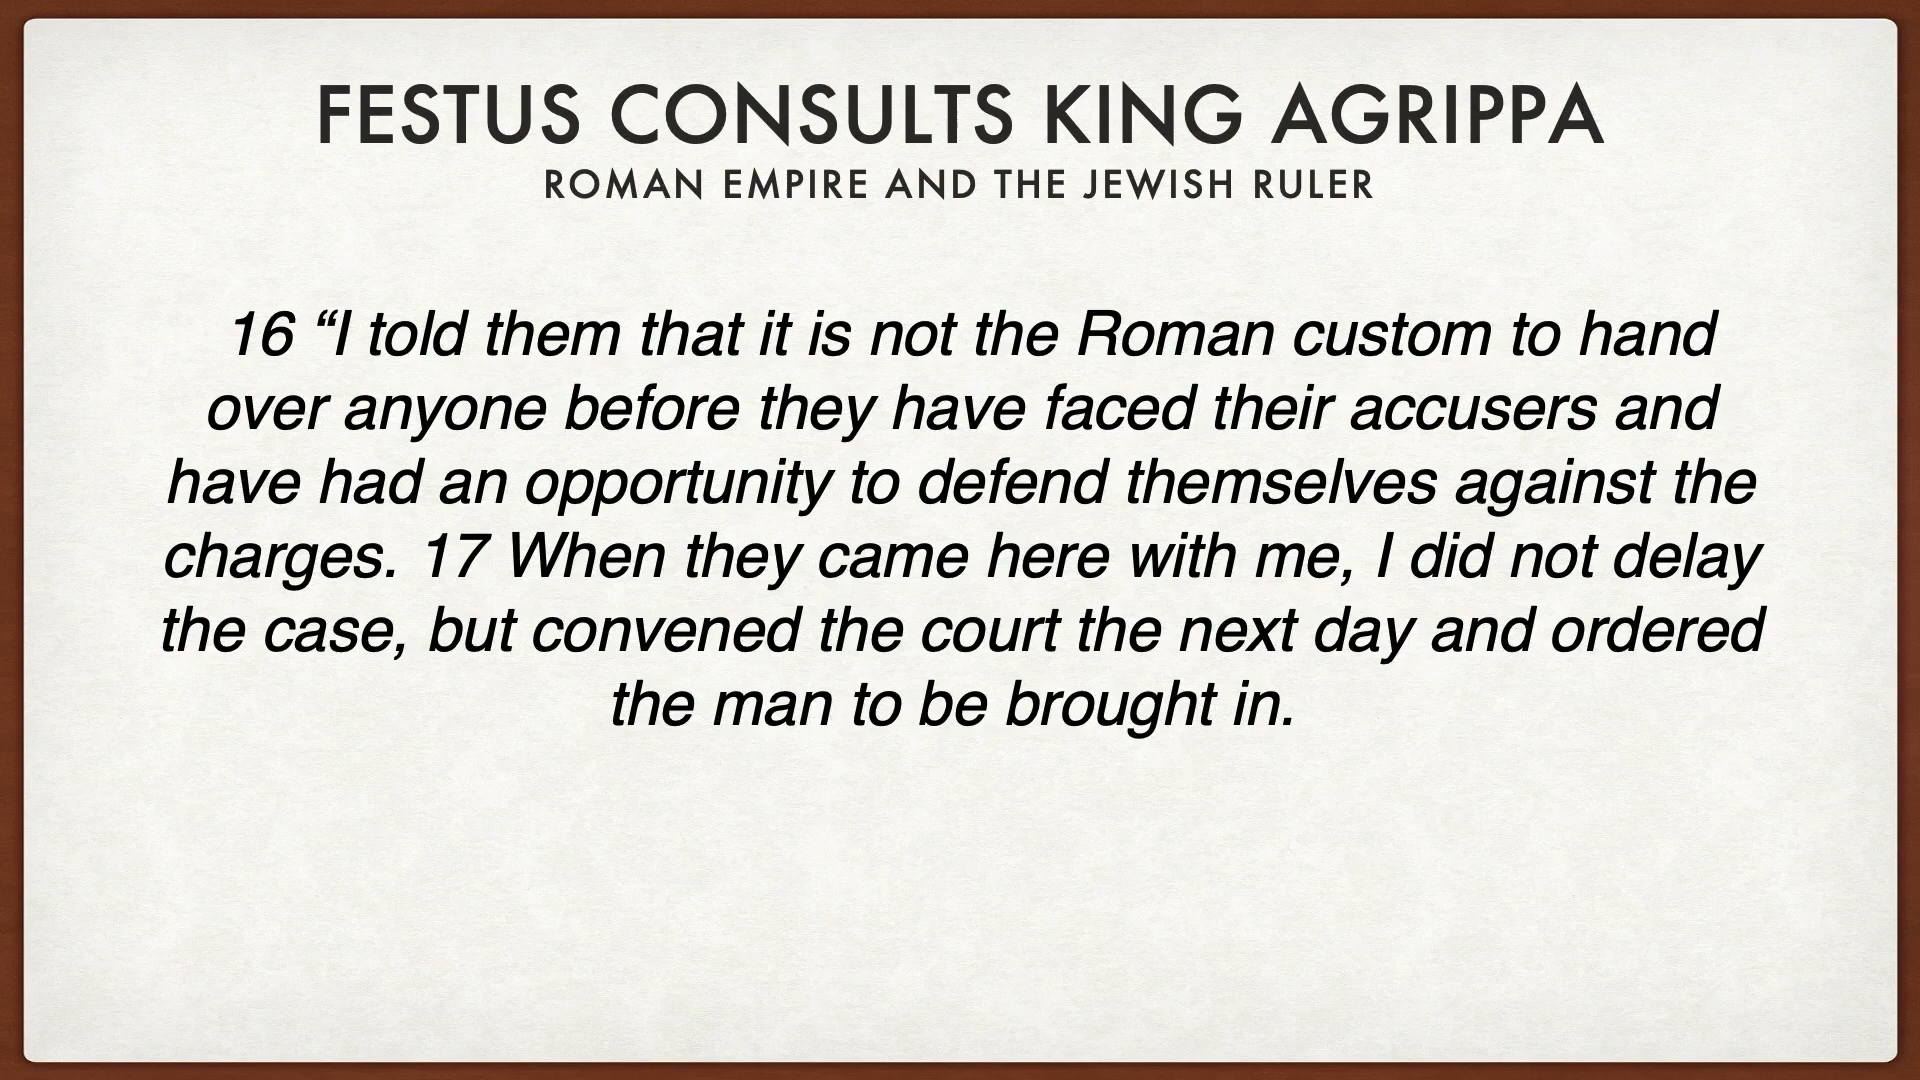 FESTUS CONSULTS KING AGRIPPA
ROMAN EMPIRE AND THE JEWISH RULER
16 “I told them that it is not the Roman custom to hand
over anyone before they have faced their accusers and
have had an opportunity to defend themselves against the
charges. 17 When they came here with me, I did not delay
the case, but convened the court the next day and ordered
the man to be brought in.